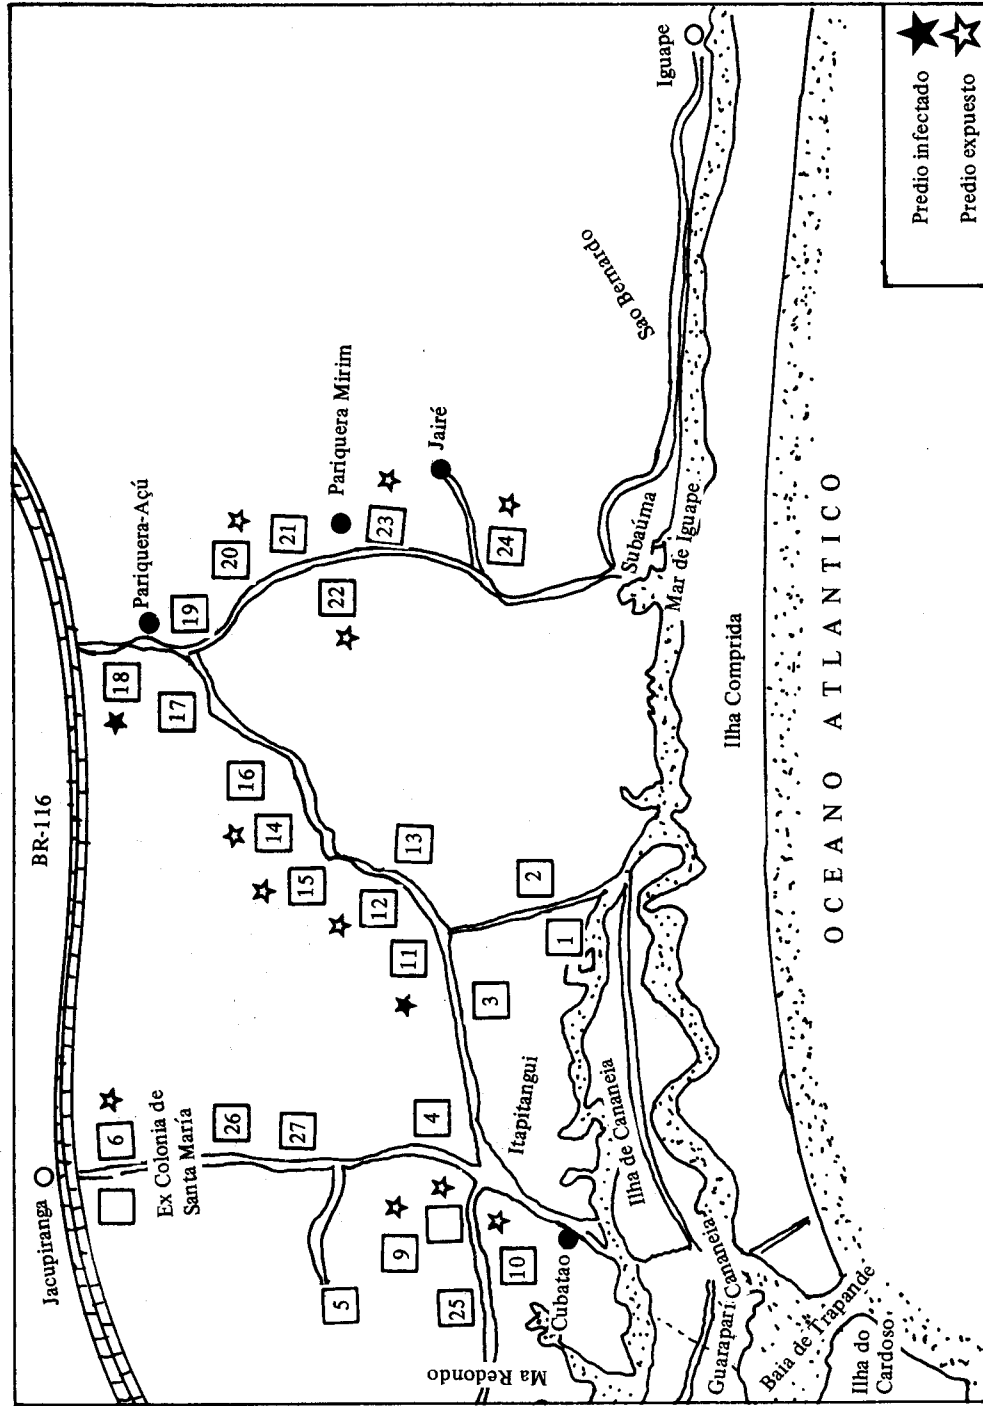 Jacupiranga
BR-116
Pariquera-Açú
18
19
17
20
21
Pariquera Mirim
22
23
Jairé
24
16
14
15
13
12
11
6
Ex Colonia de
Santa María
26
27
4
5
9
25
10
3
2
1
Itapitangui
Cubatao
Ma Redondo
Ilha de Cananeia
Sao Bernardo
Iguape
Subaúma
Mar de Iguape
Ilha Comprida
Guarapari
Cananeia
Baia de Trapande
Ilha do
Cardoso
OCEANO ATLANTICO
Predio infectado
Predio expuesto